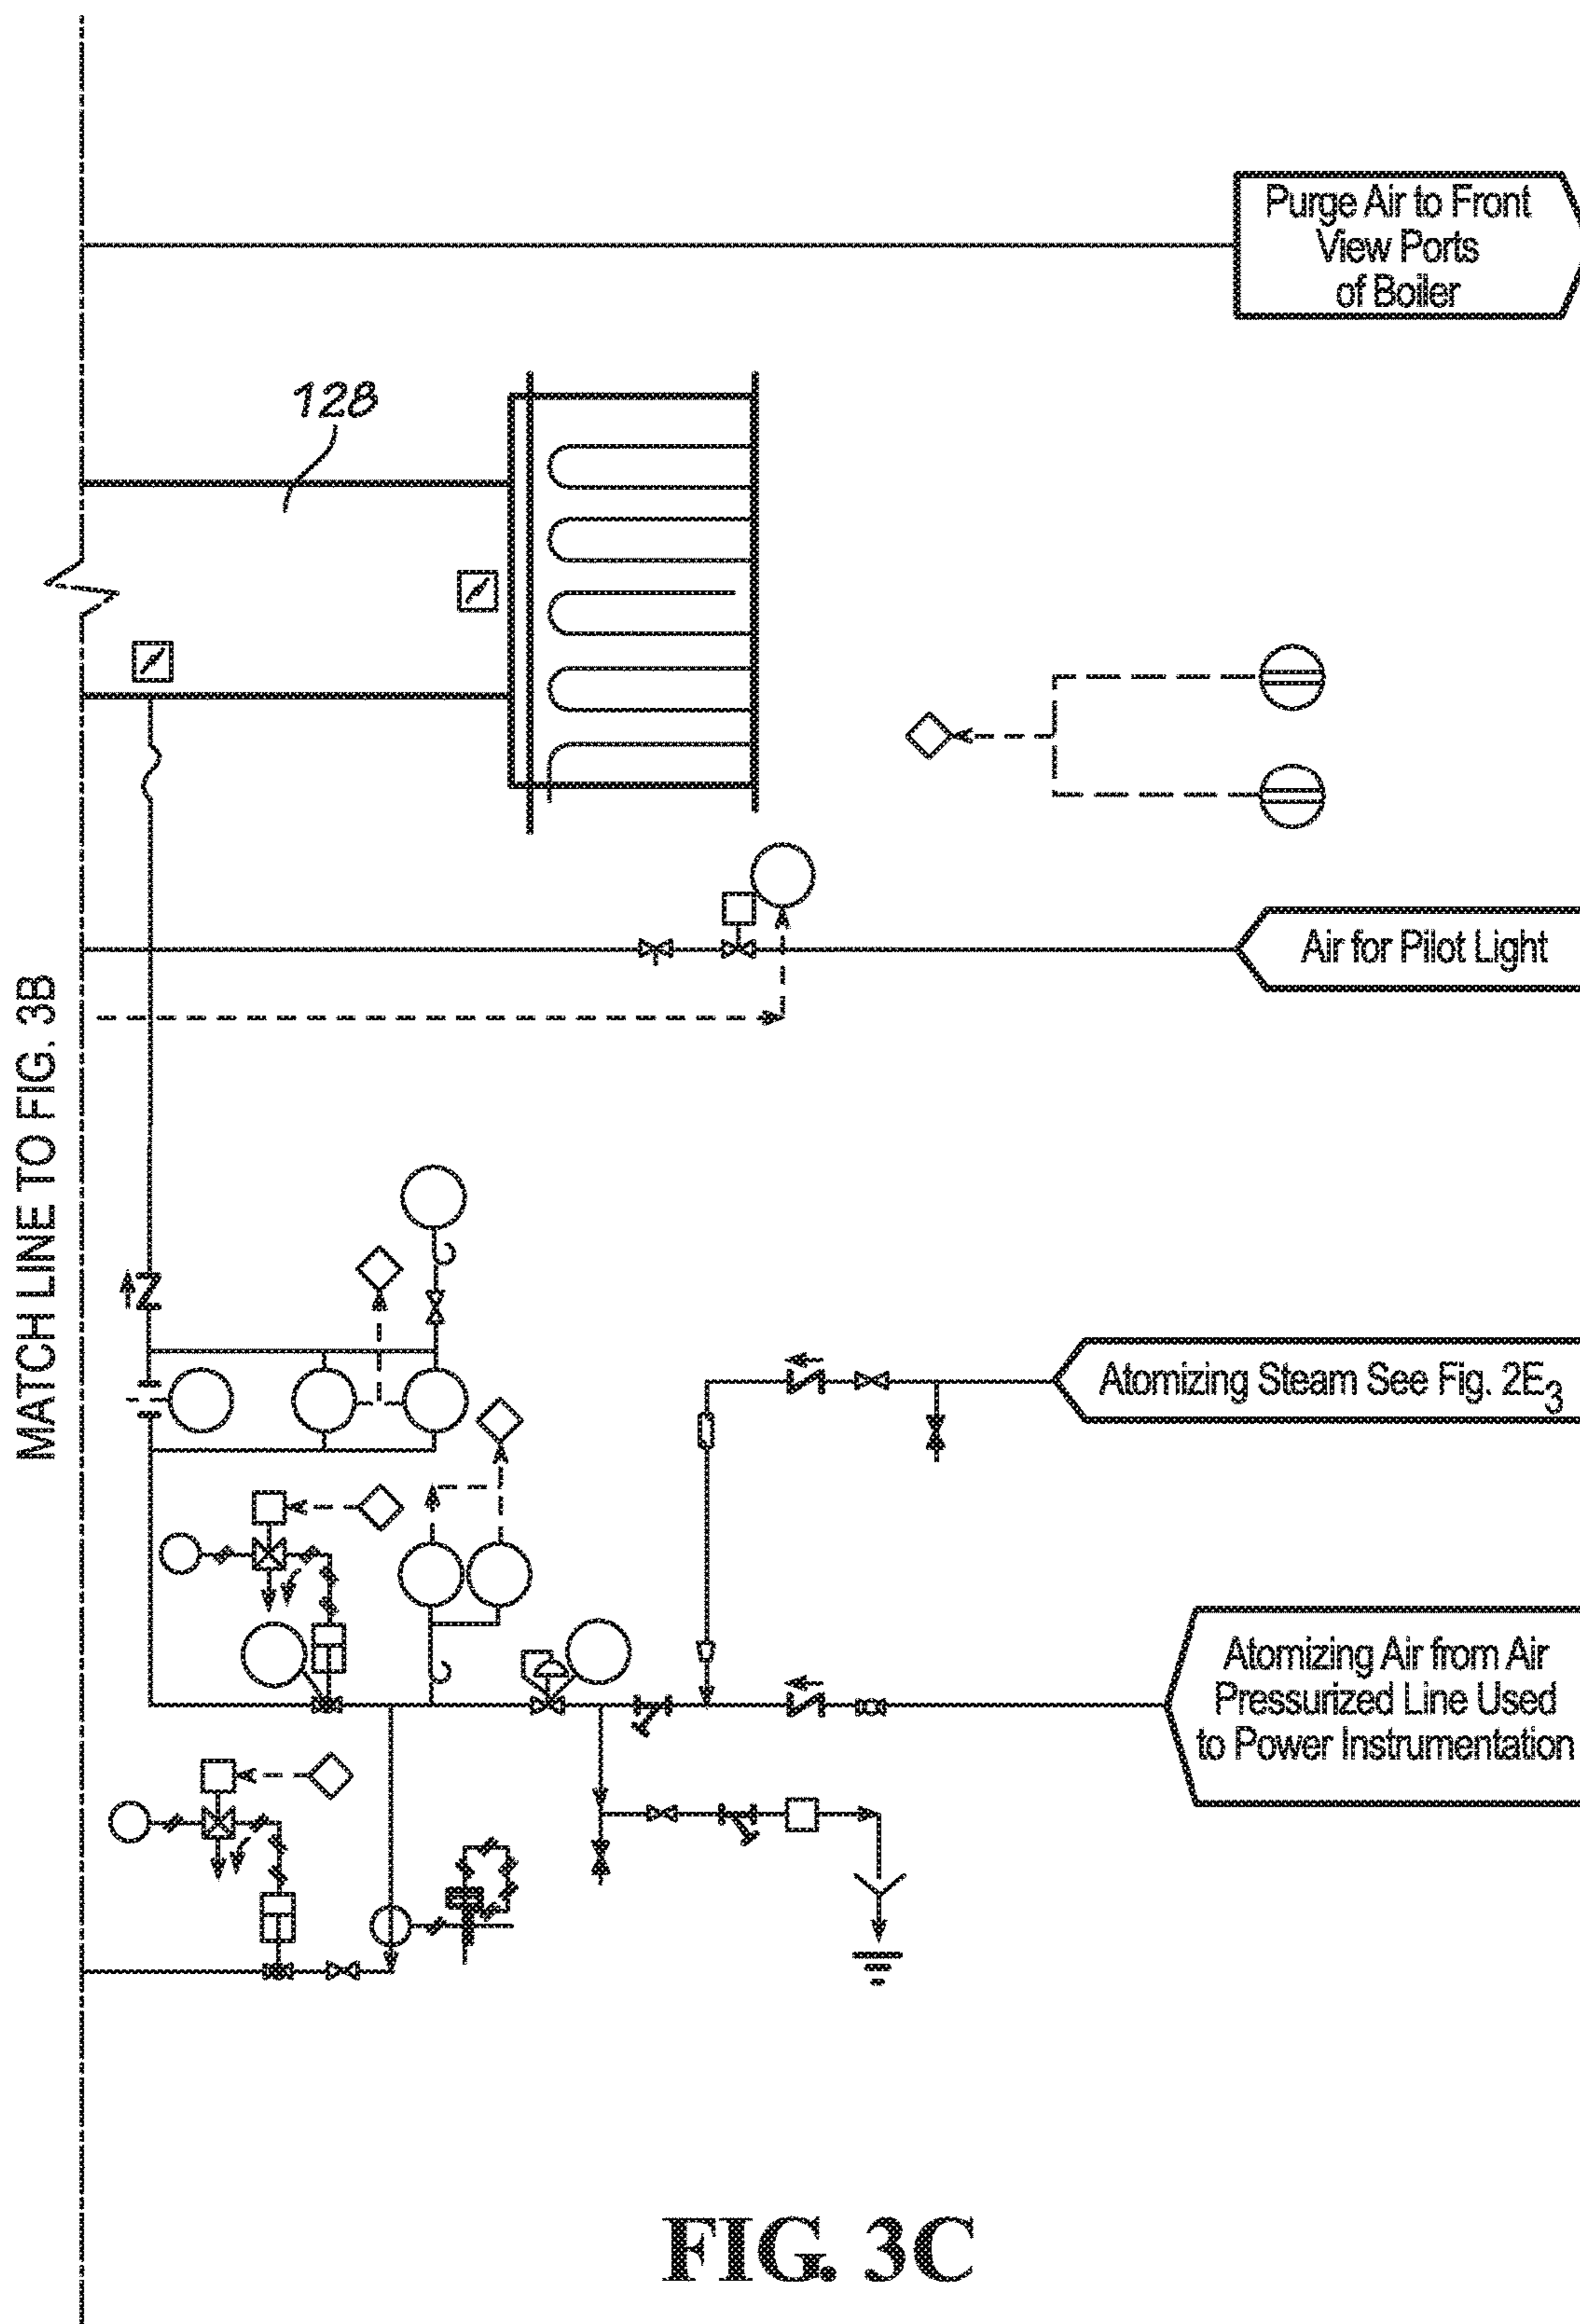 Purge Air to Front
View Ports
of Boiler
128
Air for Pilot Light
MATCH LINE TO FIG. 3B
Atomizing Steam See Fig. 2E3
Atomizing Air from Air
Pressurized Line Used
to Power Instrumentation
FIG. 3C